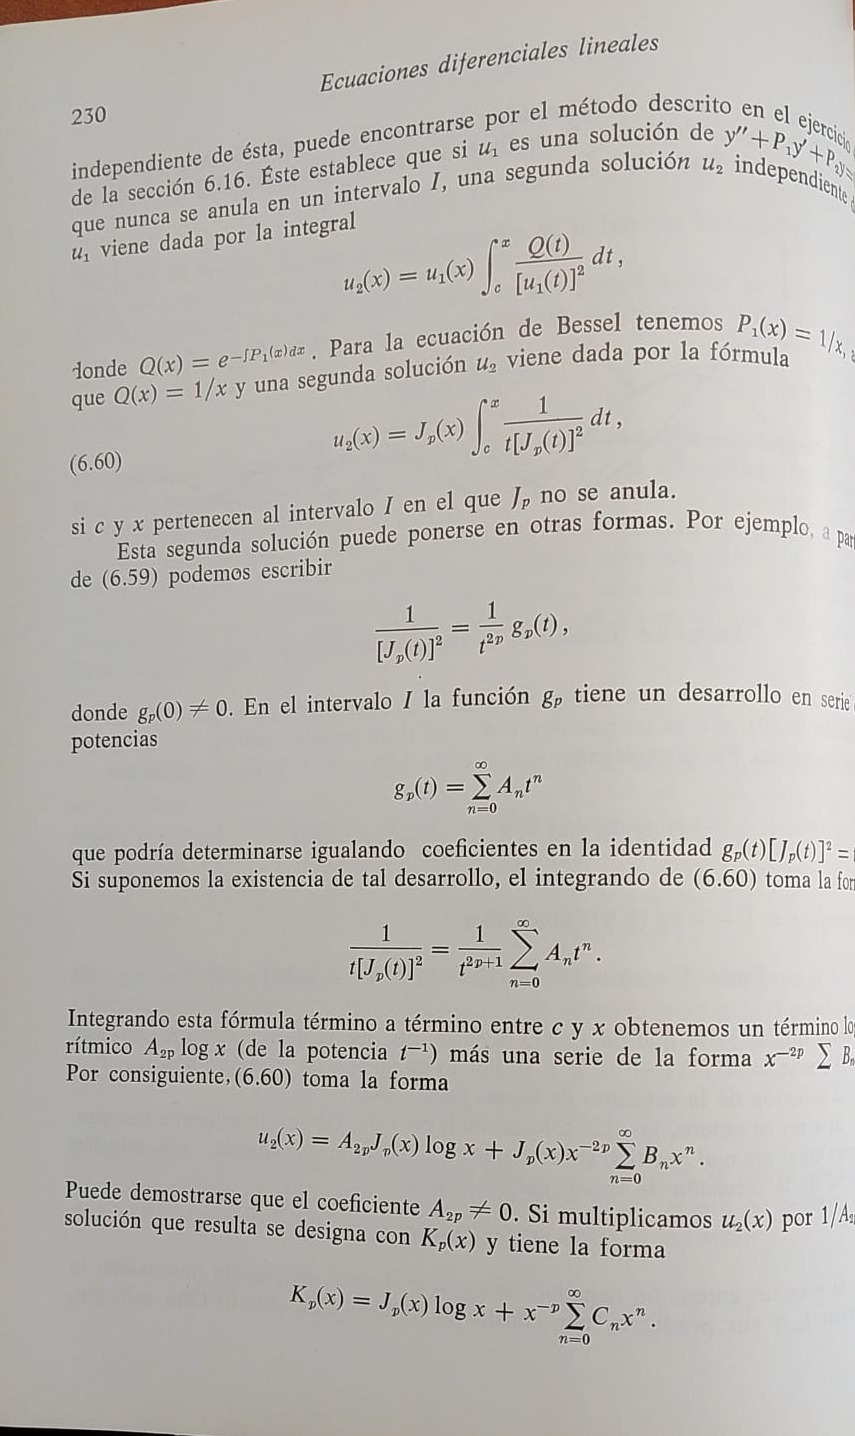 Ecuaciones diferenciales lineales
230
independiente de ésta, puede encontrarse por el método descrito en el ejercicio
de la sección 6.16. Éste establece que si u₁ es una solución de y″ + P₁y′ + P₂y =
que nunca se anula en un intervalo I, una segunda solución u₂ independiente
u₁ viene dada por la integral
u₂(x) = u₁(x) ∫_c^x Q(t)/[u₁(t)]² dt,
donde Q(x) = e^{−∫P₁(x)dx}. Para la ecuación de Bessel tenemos P₁(x) = 1/x,
que Q(x) = 1/x y una segunda solución u₂ viene dada por la fórmula
(6.60) u₂(x) = J_p(x) ∫_c^x 1/(t[J_p(t)]²) dt,
si c y x pertenecen al intervalo I en el que J_p no se anula.
Esta segunda solución puede ponerse en otras formas. Por ejemplo, a
de (6.59) podemos escribir
1/[J_p(t)]² = 1/t^{2p} g_p(t),
donde g_p(0) ≠ 0. En el intervalo I la función g_p tiene un desarrollo en serie
potencias
g_p(t) = ∑_{n=0}^∞ A_n t^n
que podría determinarse igualando coeficientes en la identidad g_p(t)[J_p(t)]² =
Si suponemos la existencia de tal desarrollo, el integrando de (6.60) toma la
1/(t[J_p(t)]²) = 1/t^{2p+1} ∑_{n=0}^∞ A_n t^n.
Integrando esta fórmula término a término entre c y x obtenemos un término
rítmico A_{2p} log x (de la potencia t^{−1}) más una serie de la forma x^{−2p} ∑ B_n
Por consiguiente, (6.60) toma la forma
u₂(x) = A_{2p}J_p(x) log x + J_p(x)x^{−2p} ∑_{n=0}^∞ B_n x^n.
Puede demostrarse que el coeficiente A_{2p} ≠ 0. Si multiplicamos u₂(x) por 1/A₂
solución que resulta se designa con K_p(x) y tiene la forma
K_p(x) = J_p(x) log x + x^{−p} ∑_{n=0}^∞ C_n x^n.